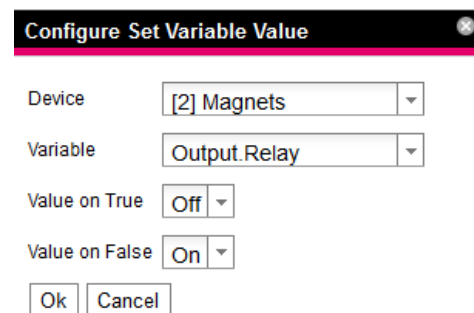 Configure Set Variable Value
Device [2] Magnets
Variable Output.Relay
Value on True Off
Value on False On
Ok Cancel